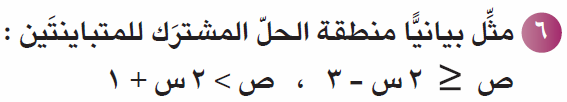 ٦ مثِّل بيانيًّا منطقة الحلّ المشترَك للمتباينتَين :
ص ≥ ٢ س - ٣ ، ص > ٢ س + ١